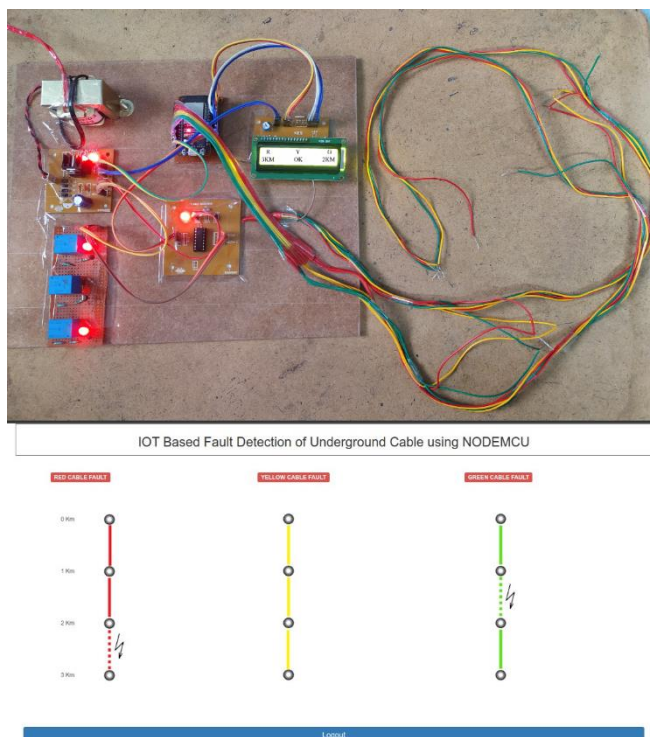 R Y G
3KM OK 2KM
IOT Based Fault Detection of Underground Cable using NODEMCU
RED CABLE FAULT YELLOW CABLE FAULT GREEN CABLE FAULT
0 Km
1 Km
2 Km
3 Km
Logout